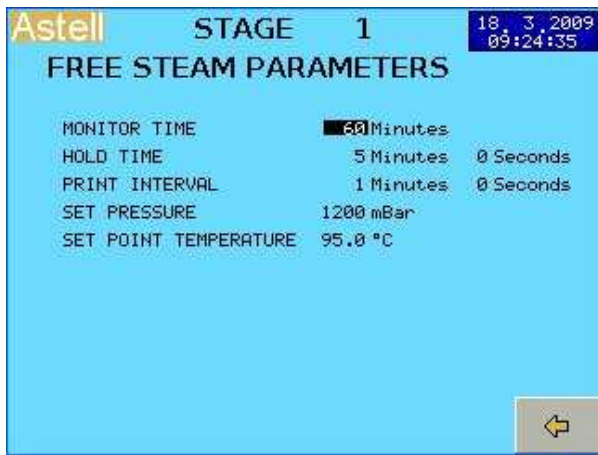 Astell STAGE 1 18. 3.2009
09:24:35
FREE STEAM PARAMETERS
MONITOR TIME 60 Minutes
HOLD TIME 5 Minutes 0 Seconds
PRINT INTERVAL 1 Minutes 0 Seconds
SET PRESSURE 1200 mBar
SET POINT TEMPERATURE 95.0 °C